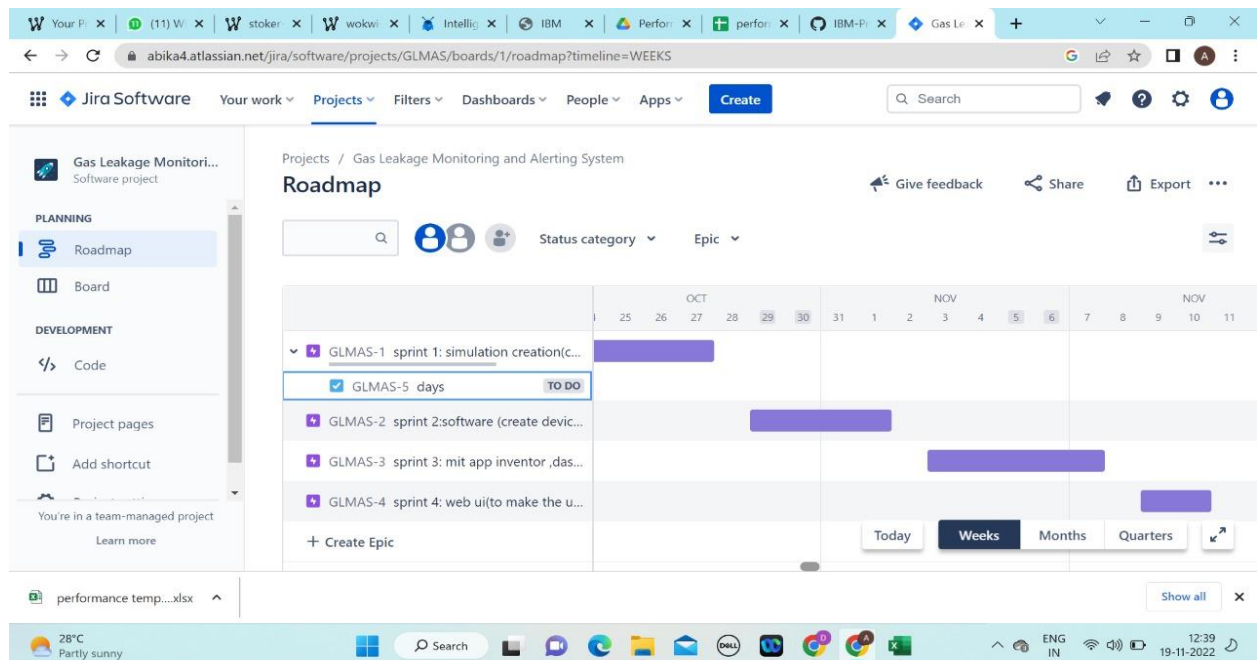 Your P
(11) W
stoker
wokwi
Intellig
IBM
Perfor
perfor
IBM-P
Gas Le
abika4.atlassian.net/jira/software/projects/GLMAS/boards/1/roadmap?timeline=WEEKS
Jira Software Your work Projects Filters Dashboards People Apps Create Search
Gas Leakage Monitori...
Software project
PLANNING
Roadmap
Board
DEVELOPMENT
Code
Project pages
Add shortcut
You're in a team-managed project
Learn more
Projects / Gas Leakage Monitoring and Alerting System
Roadmap
Give feedback Share Export
Status category Epic
OCT NOV NOV
25 26 27 28 29 30 31 1 2 3 4 5 6 7 8 9 10 11
GLMAS-1 sprint 1: simulation creation(c...
GLMAS-5 days TO DO
GLMAS-2 sprint 2:software (create devic...
GLMAS-3 sprint 3: mit app inventor ,das...
GLMAS-4 sprint 4: web ui(to make the u...
+ Create Epic
Today Weeks Months Quarters
performance temp....xlsx
Show all
28°C
Partly sunny
Search
DELL
ENG
IN
12:39
19-11-2022